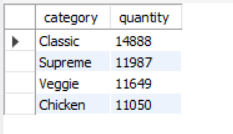 category quantity
Classic 14888
Supreme 11987
Veggie 11649
Chicken 11050